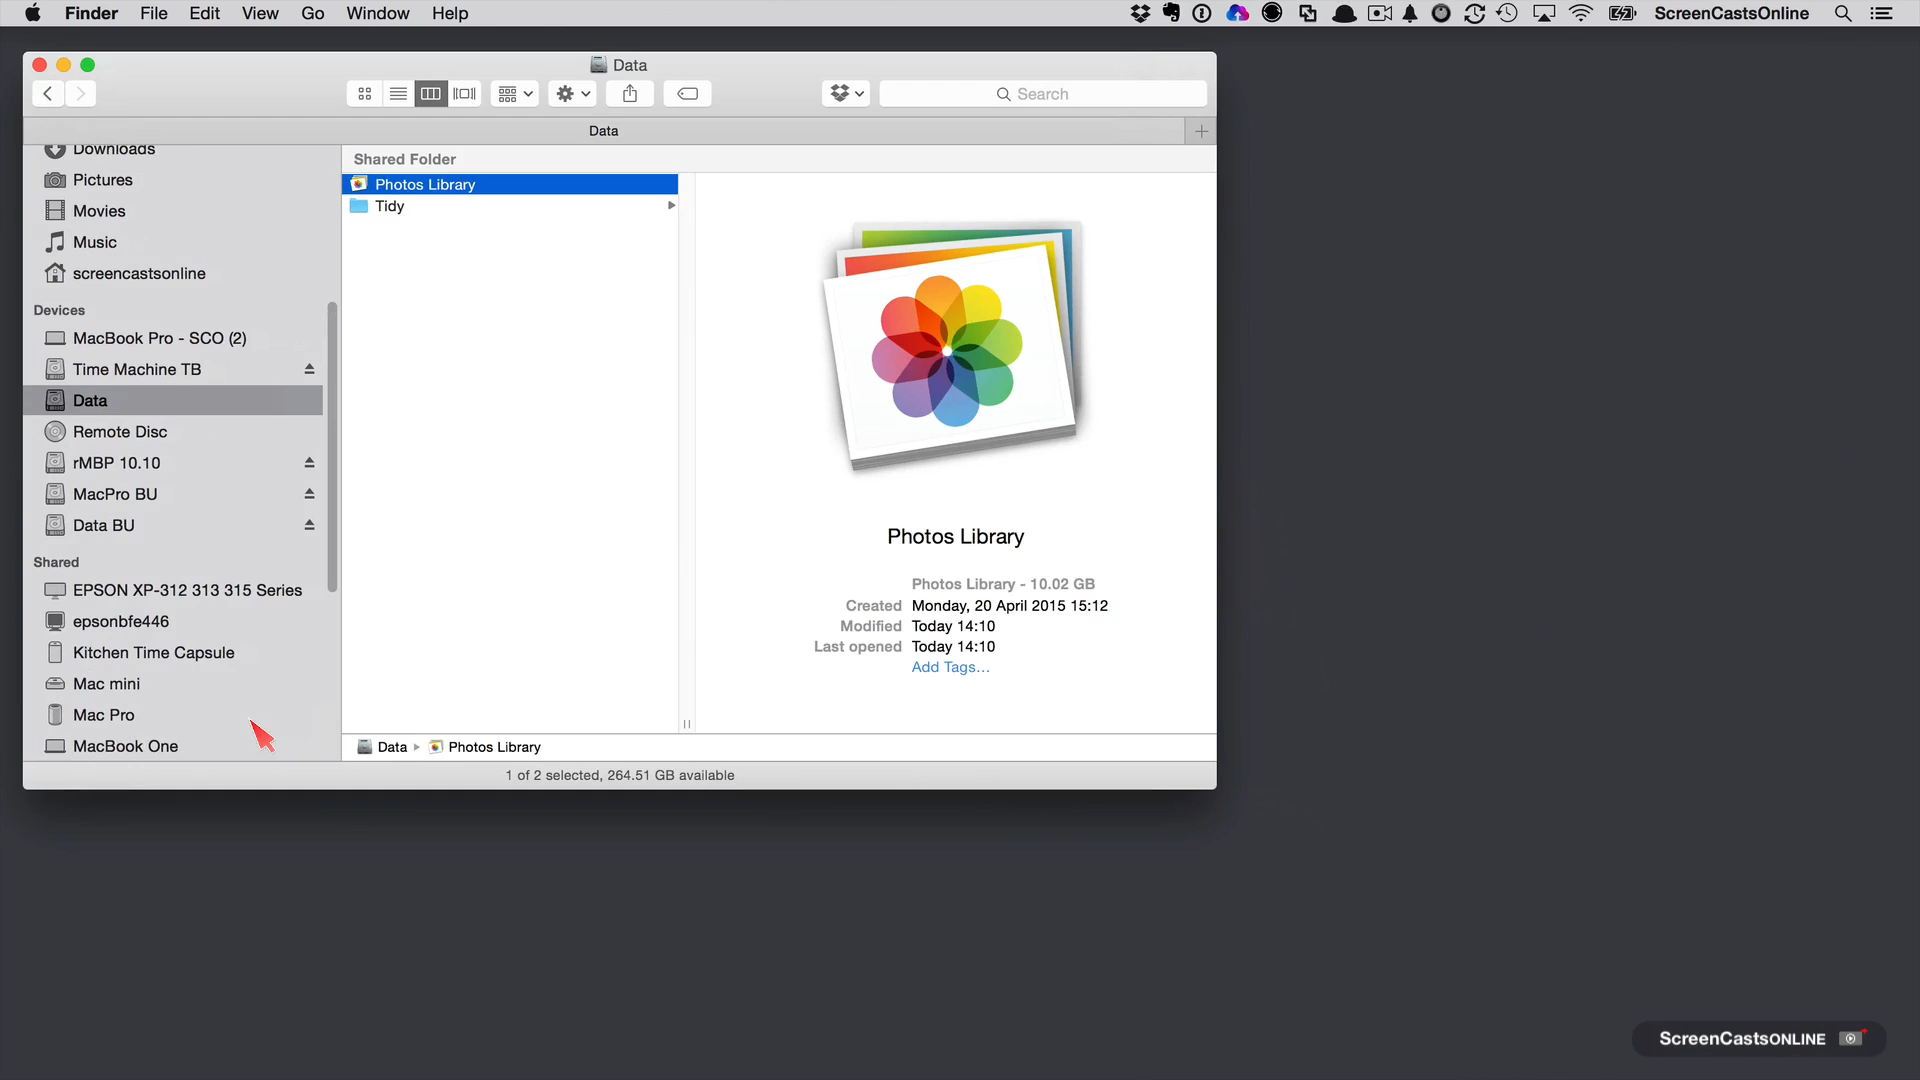 Finder File Edit View Go Window Help ScreenCastsOnline
Data
Search
Data
Downloads
Pictures
Movies
Music
screencastsonline
Devices
MacBook Pro - SCO (2)
Time Machine TB
Data
Remote Disc
rMBP 10.10
MacPro BU
Data BU
Shared
EPSON XP-312 313 315 Series
epsonbfe446
Kitchen Time Capsule
Mac mini
Mac Pro
MacBook One
Shared Folder
Photos Library
Tidy
Photos Library
Photos Library - 10.02 GB
Created Monday, 20 April 2015 15:12
Modified Today 14:10
Last opened Today 14:10
Add Tags…
Data Photos Library
1 of 2 selected, 264.51 GB available
ScreenCastsONLINE